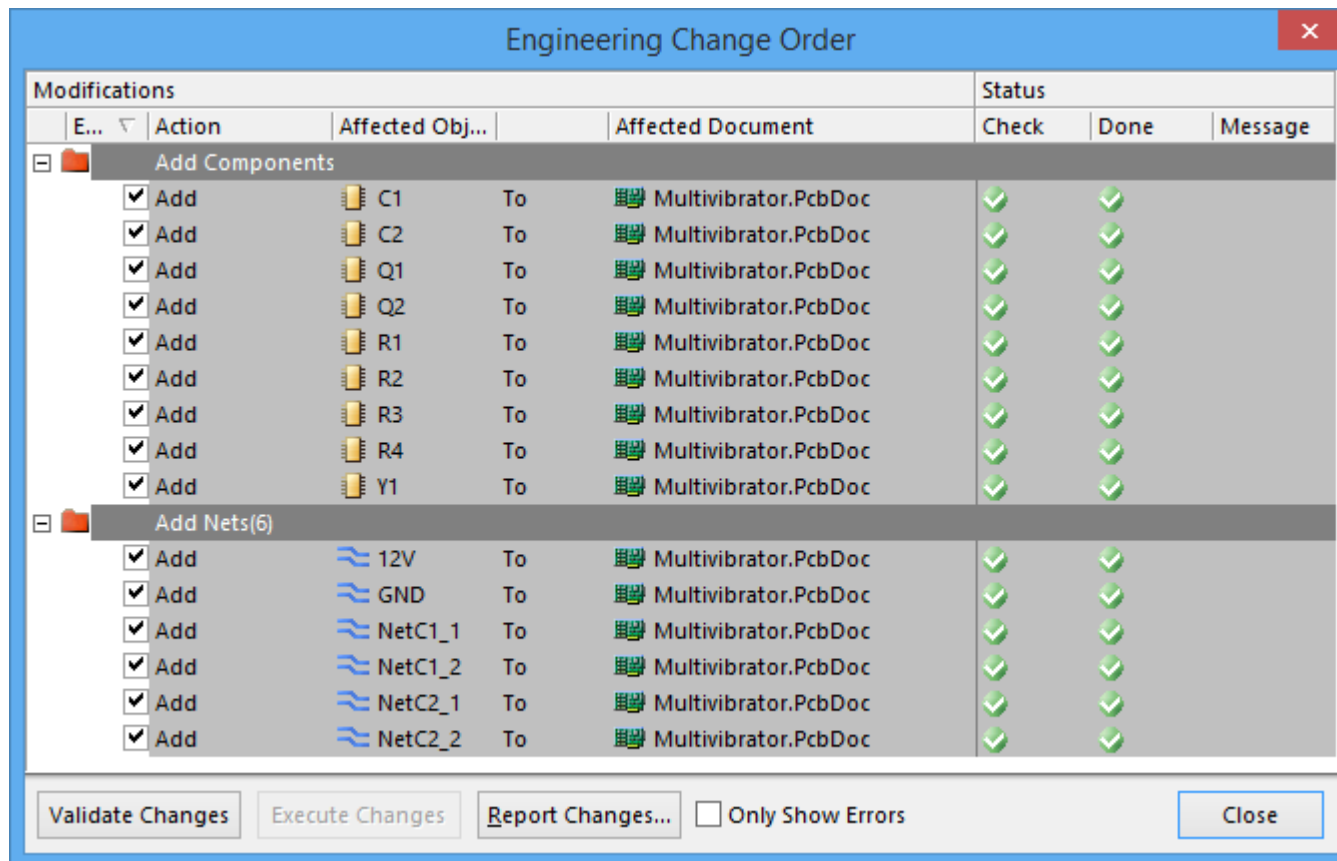 Engineering Change Order
Modifications Status
E... Action Affected Obj... Affected Document Check Done Message
Add Components
Add C1 To Multivibrator.PcbDoc
Add C2 To Multivibrator.PcbDoc
Add Q1 To Multivibrator.PcbDoc
Add Q2 To Multivibrator.PcbDoc
Add R1 To Multivibrator.PcbDoc
Add R2 To Multivibrator.PcbDoc
Add R3 To Multivibrator.PcbDoc
Add R4 To Multivibrator.PcbDoc
Add Y1 To Multivibrator.PcbDoc
Add Nets(6)
Add 12V To Multivibrator.PcbDoc
Add GND To Multivibrator.PcbDoc
Add NetC1_1 To Multivibrator.PcbDoc
Add NetC1_2 To Multivibrator.PcbDoc
Add NetC2_1 To Multivibrator.PcbDoc
Add NetC2_2 To Multivibrator.PcbDoc
Validate Changes Execute Changes Report Changes... Only Show Errors Close